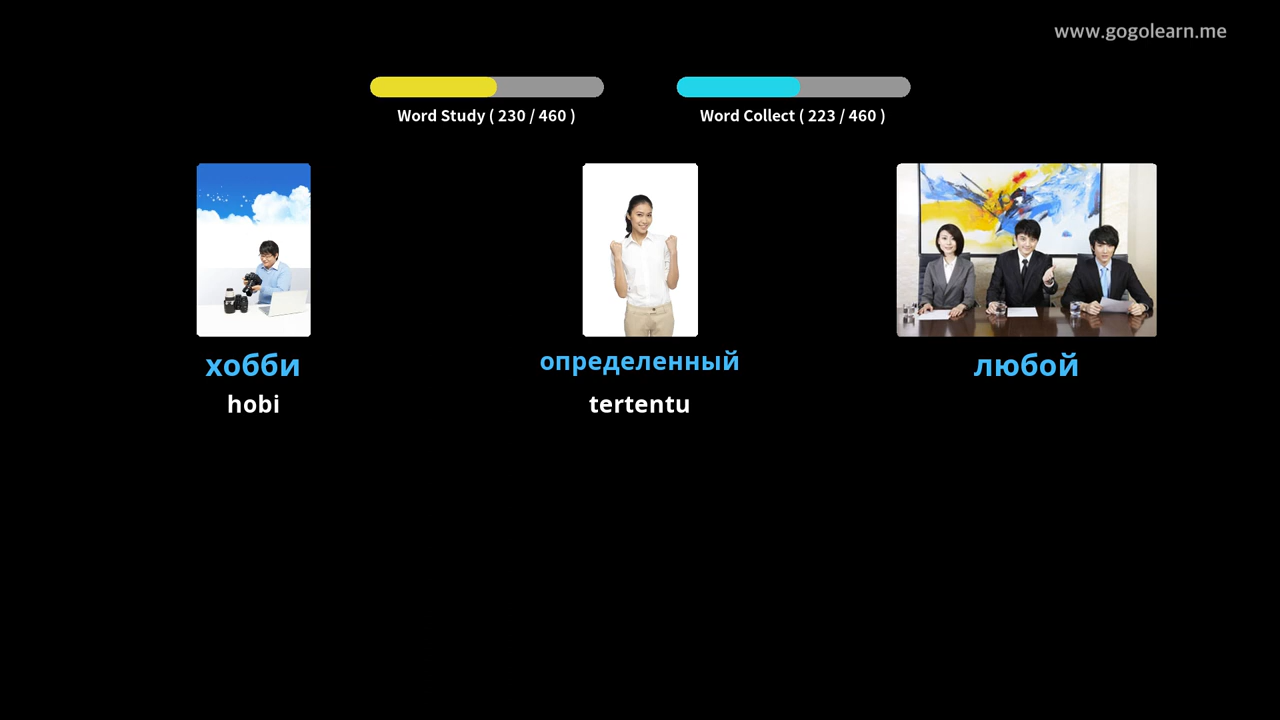 www.gogolearn.me
Word Study ( 230 / 460 )
Word Collect ( 223 / 460 )
хобби
определенный
любой
hobi
tertentu